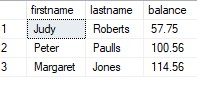 firstname lastname balance
1 Judy Roberts 57.75
2 Peter Paulls 100.56
3 Margaret Jones 114.56